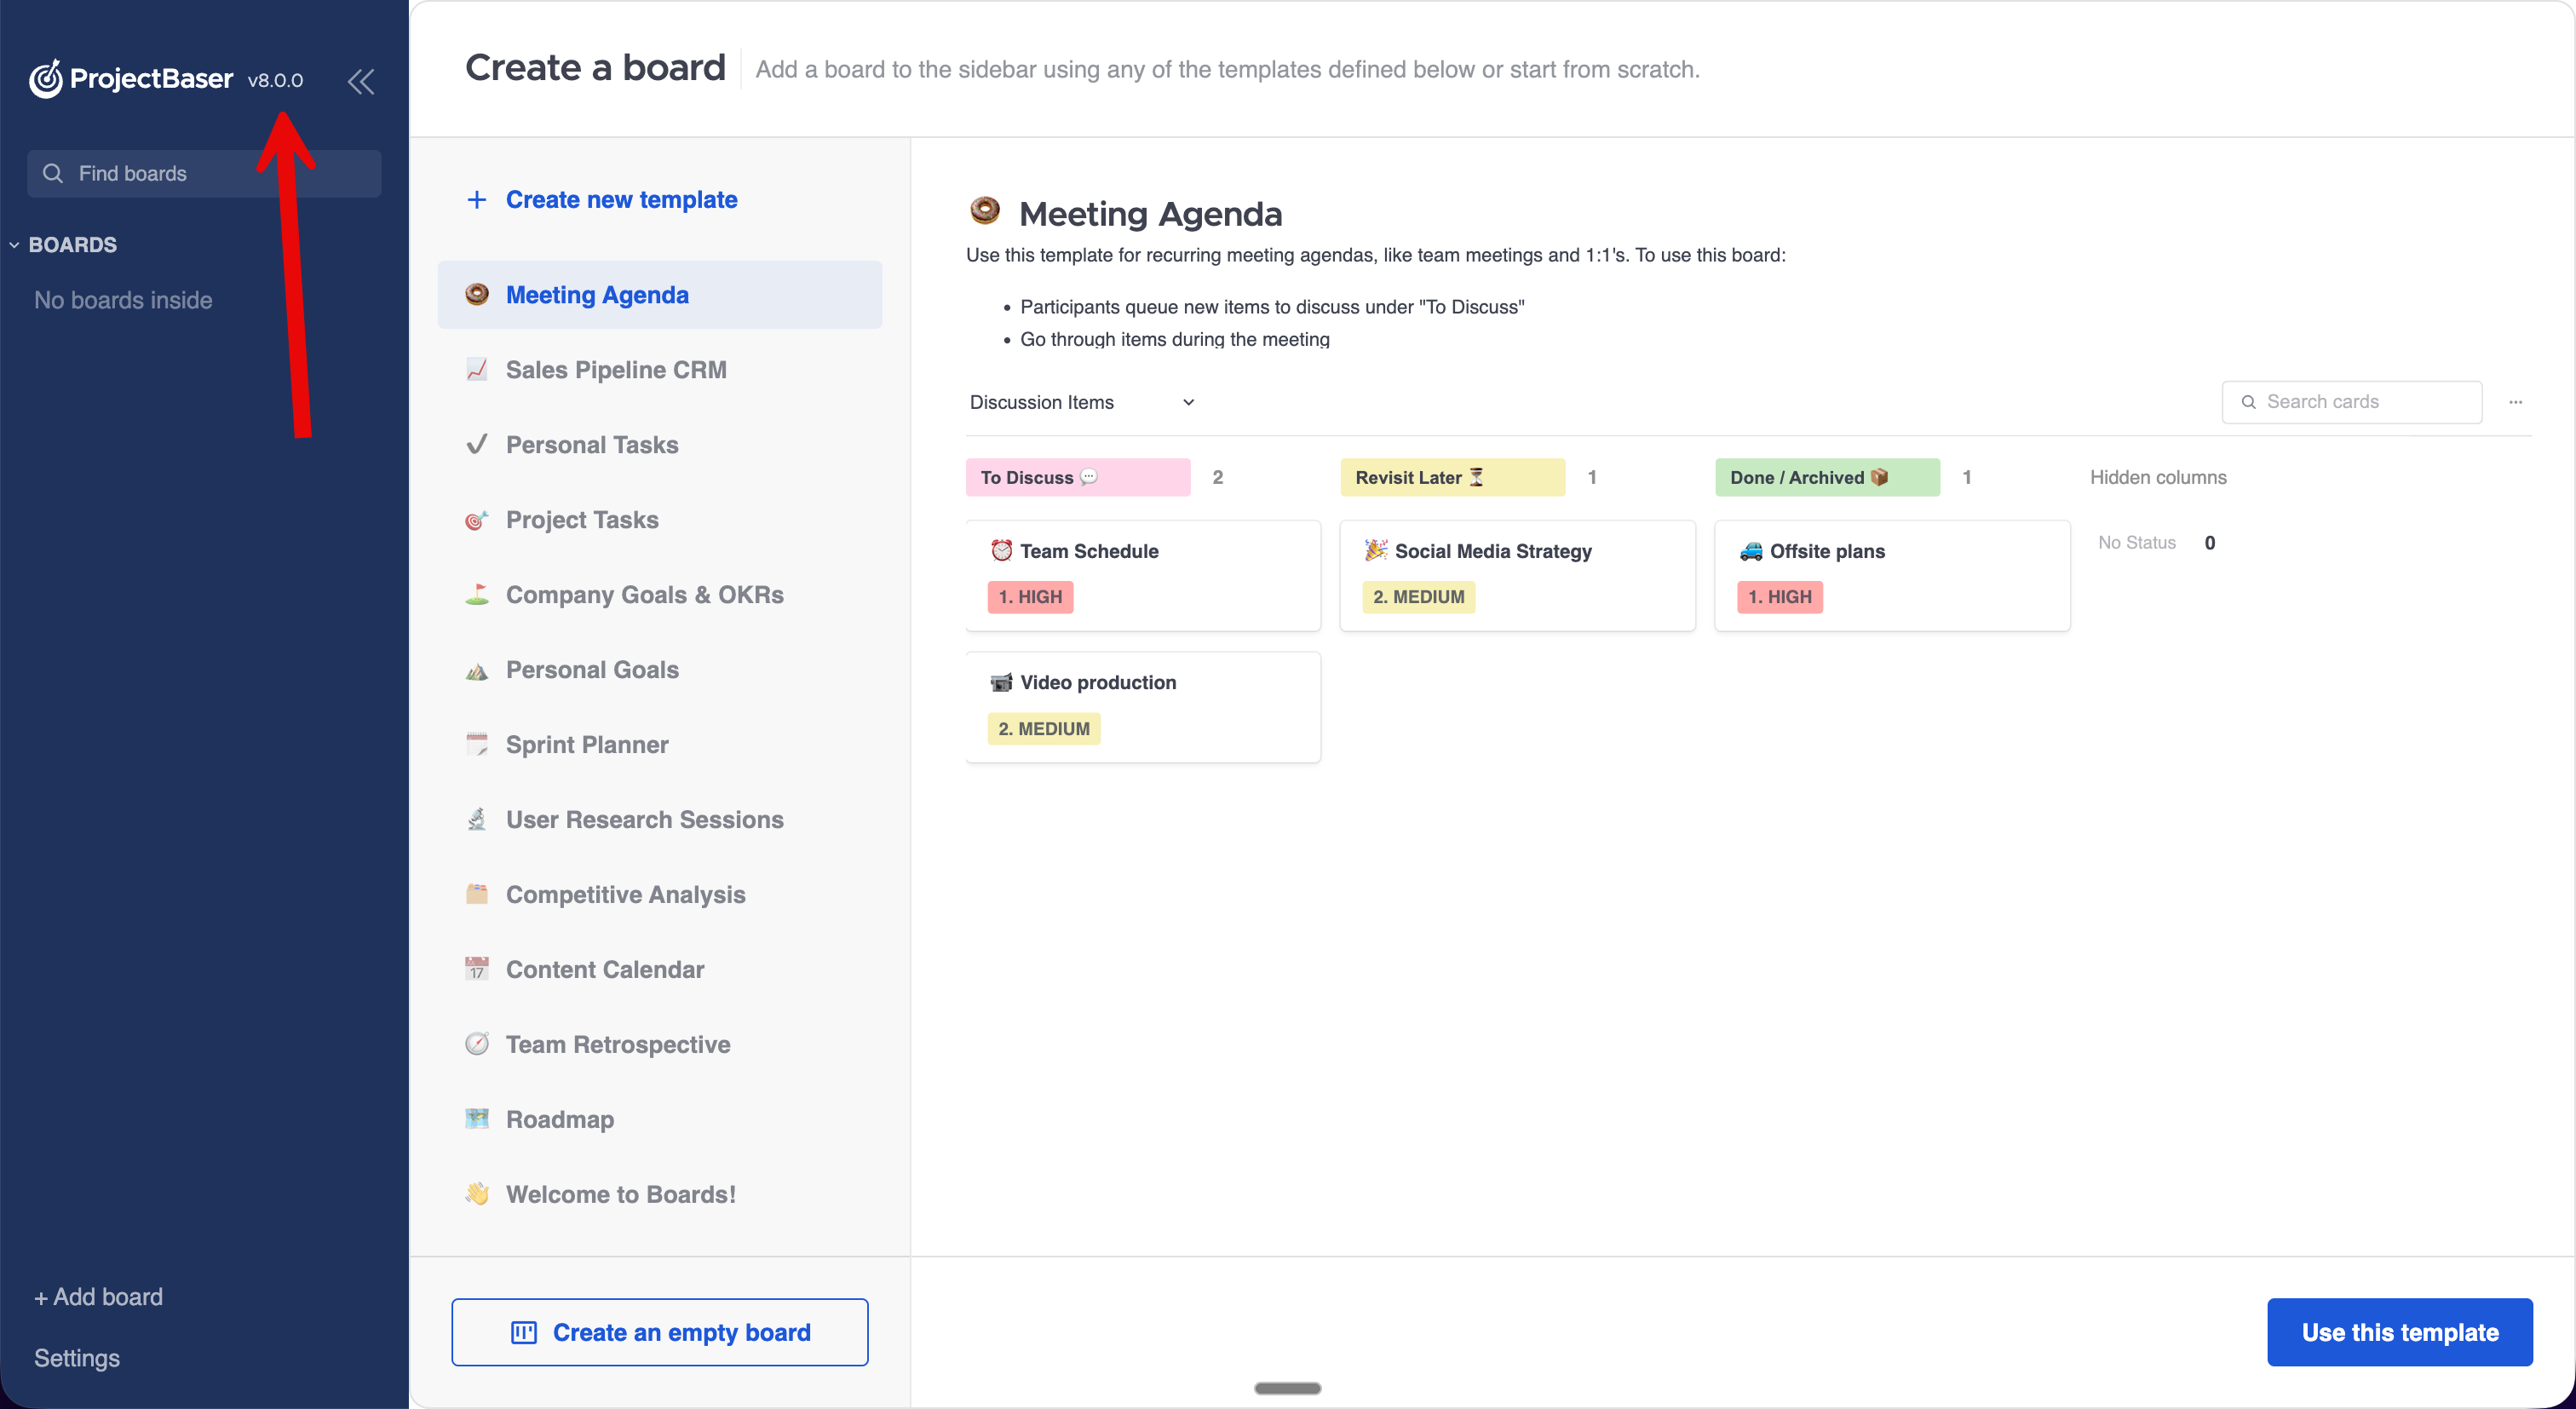 ProjectBaser v8.0.0
Find boards
BOARDS
No boards inside
+ Add board
Settings
Create a board
Add a board to the sidebar using any of the templates defined below or start from scratch.
+ Create new template
Meeting Agenda
Sales Pipeline CRM
Personal Tasks
Project Tasks
Company Goals & OKRs
Personal Goals
Sprint Planner
User Research Sessions
Competitive Analysis
17
Content Calendar
Team Retrospective
Roadmap
Welcome to Boards!
Create an empty board
Meeting Agenda
Use this template for recurring meeting agendas, like team meetings and 1:1's. To use this board:
• Participants queue new items to discuss under "To Discuss"
• Go through items during the meeting
Discussion Items
Search cards
To Discuss 💬 2
Revisit Later ⏳ 1
Done / Archived 📦 1
Hidden columns
⏰ Team Schedule
1. HIGH
🎉 Social Media Strategy
2. MEDIUM
🚙 Offsite plans
1. HIGH
No Status 0
📹 Video production
2. MEDIUM
Use this template